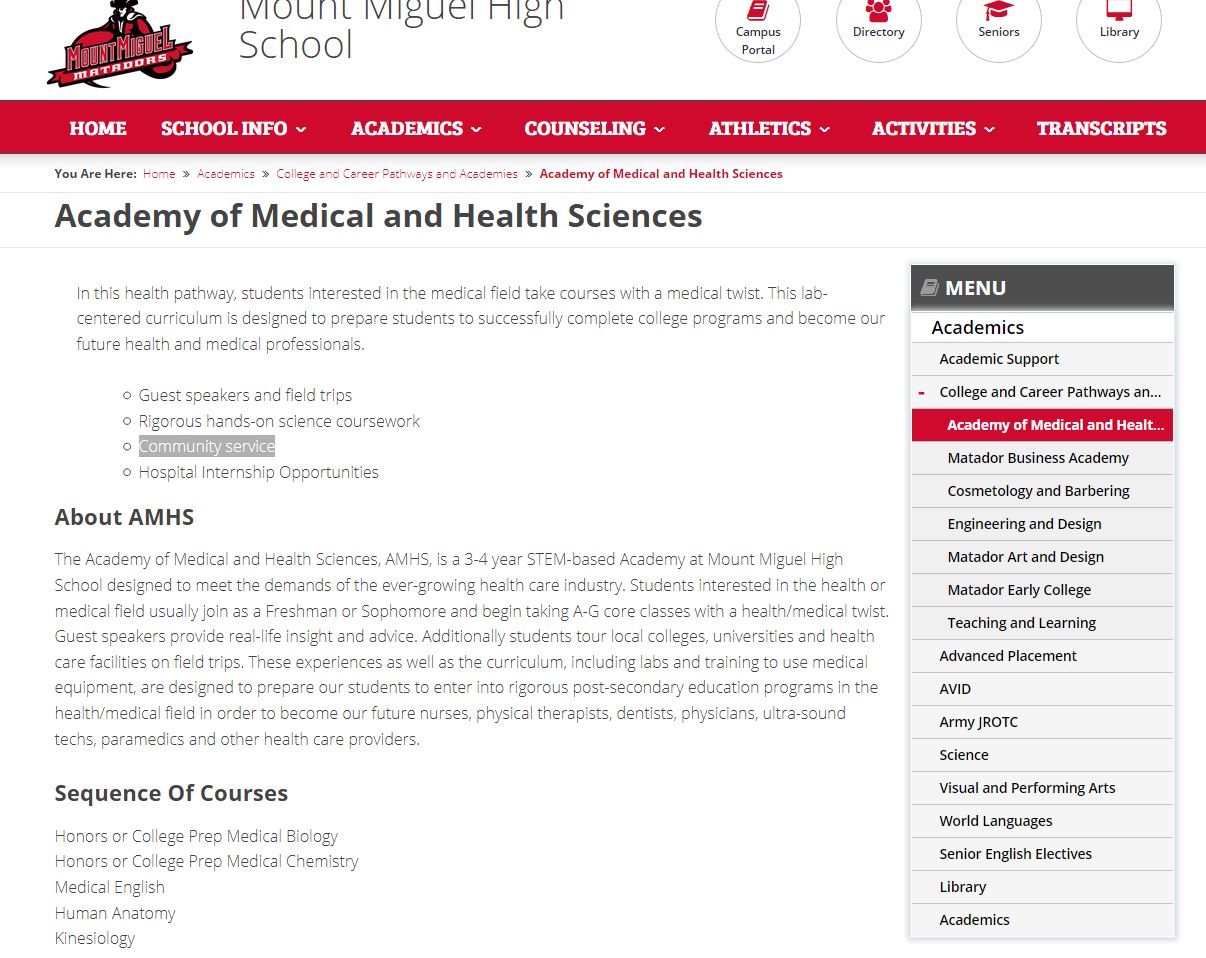 Mount Miguel High
School
MOUNT MIGUEL
MATADORS
Campus
Portal
Directory
Seniors
Library
HOME
SCHOOL INFO
ACADEMICS
COUNSELING
ATHLETICS
ACTIVITIES
TRANSCRIPTS
You Are Here: Home » Academics » College and Career Pathways and Academies » Academy of Medical and Health Sciences
Academy of Medical and Health Sciences
In this health pathway, students interested in the medical field take courses with a medical twist. This lab-
centered curriculum is designed to prepare students to successfully complete college programs and become our
future health and medical professionals.
Guest speakers and field trips
Rigorous hands-on science coursework
Community service
Hospital Internship Opportunities
About AMHS
The Academy of Medical and Health Sciences, AMHS, is a 3-4 year STEM-based Academy at Mount Miguel High
School designed to meet the demands of the ever-growing health care industry. Students interested in the health or
medical field usually join as a Freshman or Sophomore and begin taking A-G core classes with a health/medical twist.
Guest speakers provide real-life insight and advice. Additionally students tour local colleges, universities and health
care facilities on field trips. These experiences as well as the curriculum, including labs and training to use medical
equipment, are designed to prepare our students to enter into rigorous post-secondary education programs in the
health/medical field in order to become our future nurses, physical therapists, dentists, physicians, ultra-sound
techs, paramedics and other health care providers.
Sequence Of Courses
Honors or College Prep Medical Biology
Honors or College Prep Medical Chemistry
Medical English
Human Anatomy
Kinesiology
MENU
Academics
Academic Support
- College and Career Pathways an...
Academy of Medical and Healt...
Matador Business Academy
Cosmetology and Barbering
Engineering and Design
Matador Art and Design
Matador Early College
Teaching and Learning
Advanced Placement
AVID
Army JROTC
Science
Visual and Performing Arts
World Languages
Senior English Electives
Library
Academics